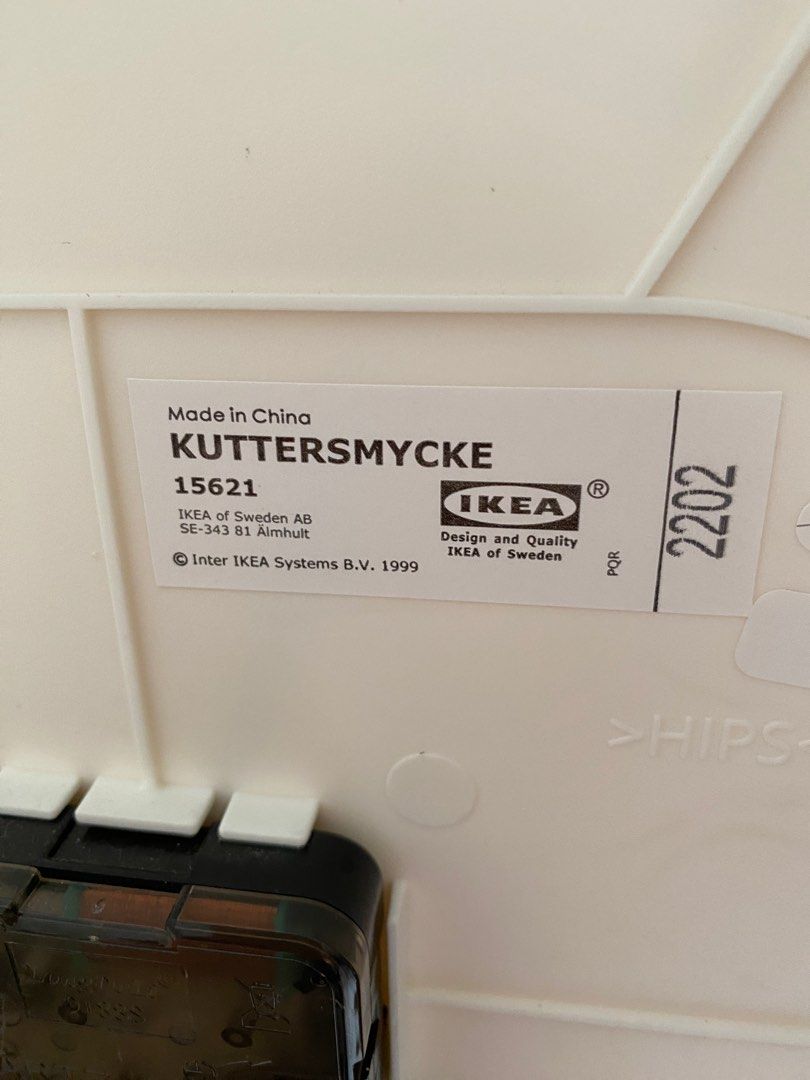 Made in China
KUTTERSMYCKE
15621
IKEA of Sweden AB
SE-343 81 Älmhult
© Inter IKEA Systems B.V. 1999
IKEA®
Design and Quality
IKEA of Sweden
PQR
2202
>HIPS<